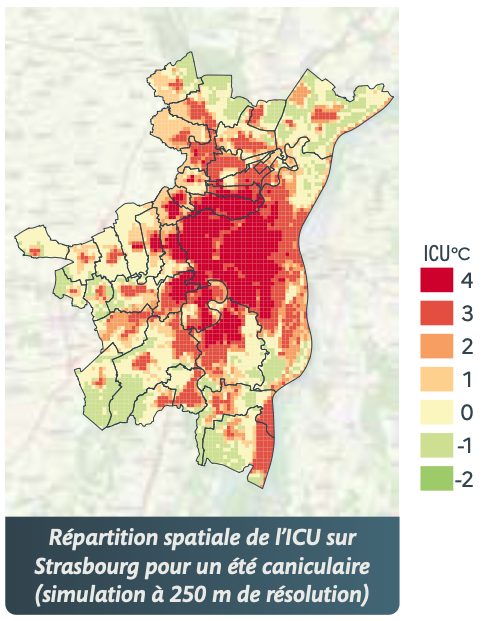 ICU°C
4
3
2
1
0
-1
-2
Répartition spatiale de l'ICU sur
Strasbourg pour un été caniculaire
(simulation à 250 m de résolution)